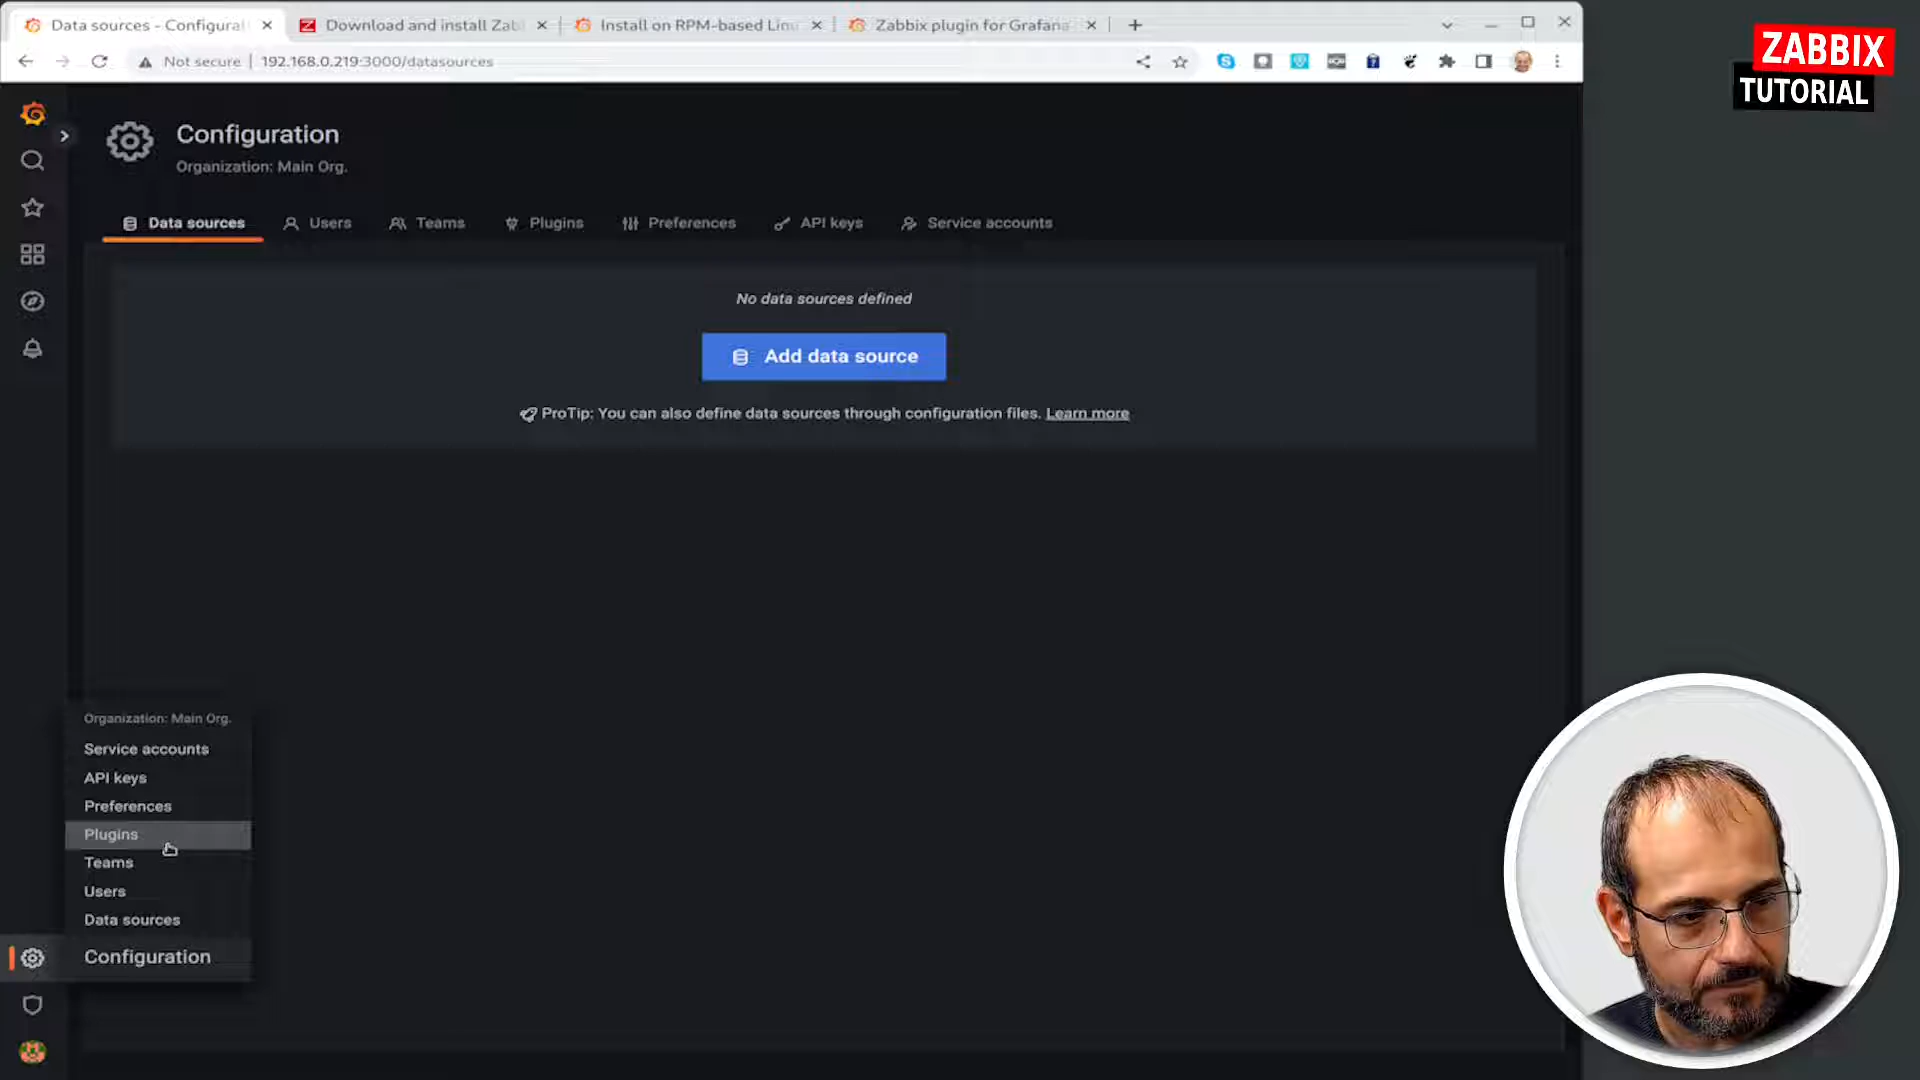 Data sources - Configurat
Download and install Zab
Install on RPM-based Linu
Zabbix plugin for Grafana
Not secure
192.168.0.219:3000/datasources
ZABBIX
TUTORIAL
Configuration
Organization: Main Org.
Data sources
Users
Teams
Plugins
Preferences
API keys
Service accounts
No data sources defined
Add data source
ProTip: You can also define data sources through configuration files. Learn more
Organization: Main Org.
Service accounts
API keys
Preferences
Plugins
Teams
Users
Data sources
Configuration